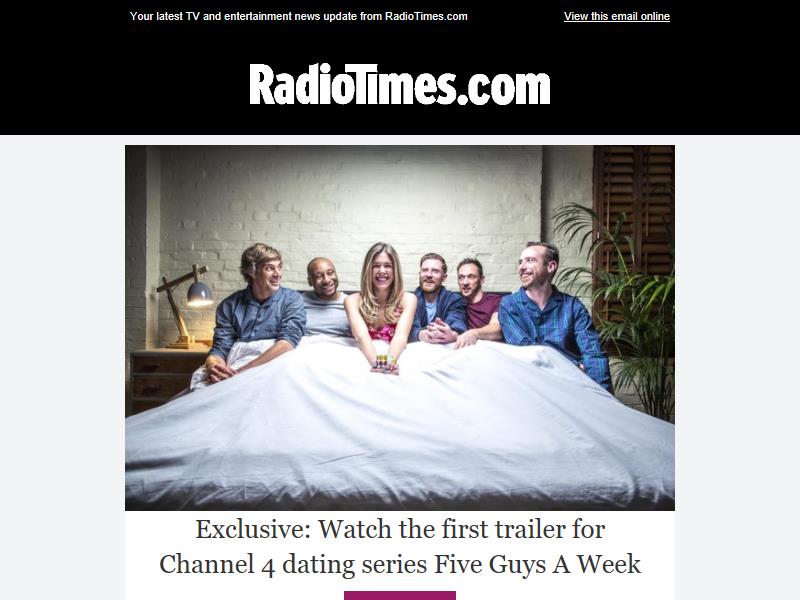 Your latest TV and entertainment news update from RadioTimes.com
View this email online
RadioTimes.com
Exclusive: Watch the first trailer for
Channel 4 dating series Five Guys A Week